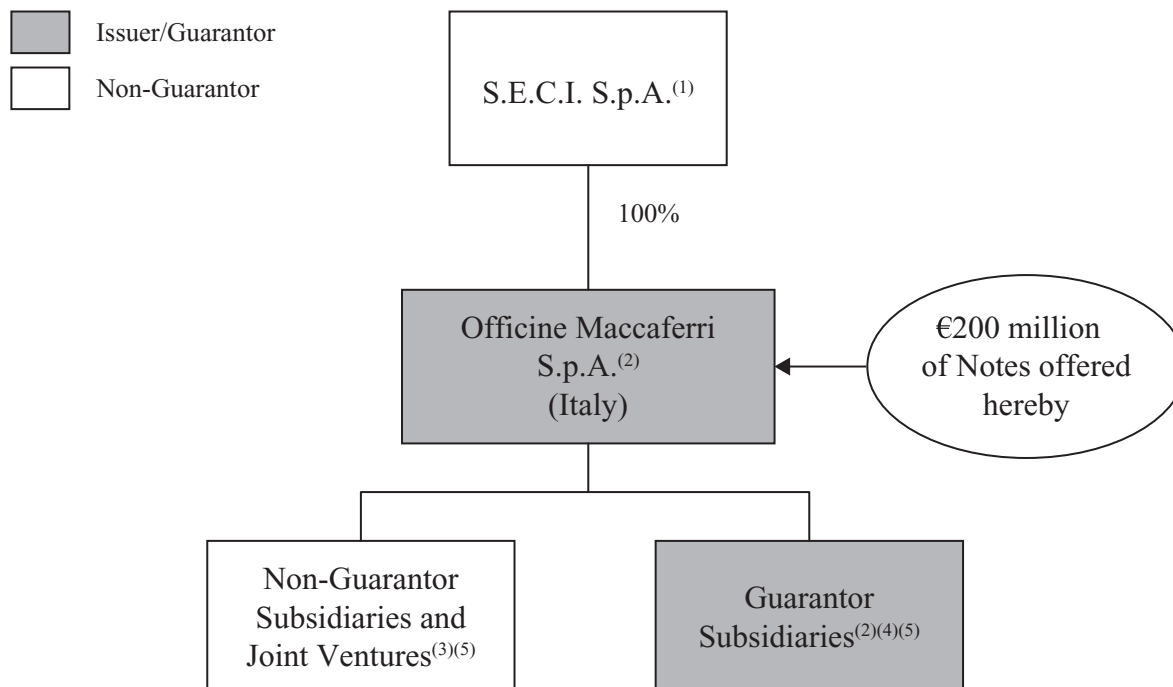 Issuer/Guarantor
Non-Guarantor
S.E.C.I. S.p.A.(1)
100%
Officine Maccaferri
S.p.A.(2)
(Italy)
€200 million
of Notes offered
hereby
Non-Guarantor
Subsidiaries and
Joint Ventures(3)(5)
Guarantor
Subsidiaries(2)(4)(5)